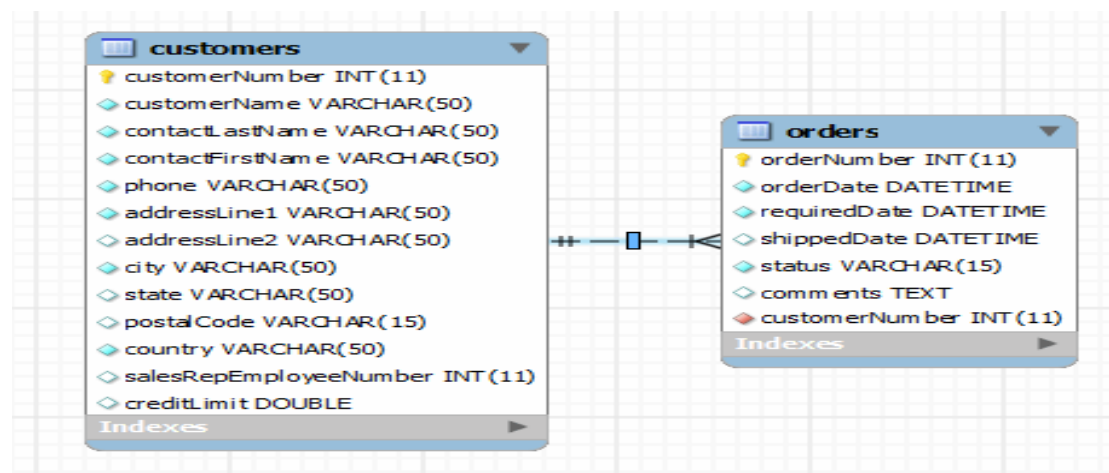 customers
customerNumber INT(11)
customerName VARCHAR(50)
contactLastName VARCHAR(50)
contactFirstName VARCHAR(50)
phone VARCHAR(50)
addressLine1 VARCHAR(50)
addressLine2 VARCHAR(50)
city VARCHAR(50)
state VARCHAR(50)
postalCode VARCHAR(15)
country VARCHAR(50)
salesRepEmployeeNumber INT(11)
creditLimit DOUBLE
Indexes
orders
orderNumber INT(11)
orderDate DATETIME
requiredDate DATETIME
shippedDate DATETIME
status VARCHAR(15)
comments TEXT
customerNumber INT(11)
Indexes